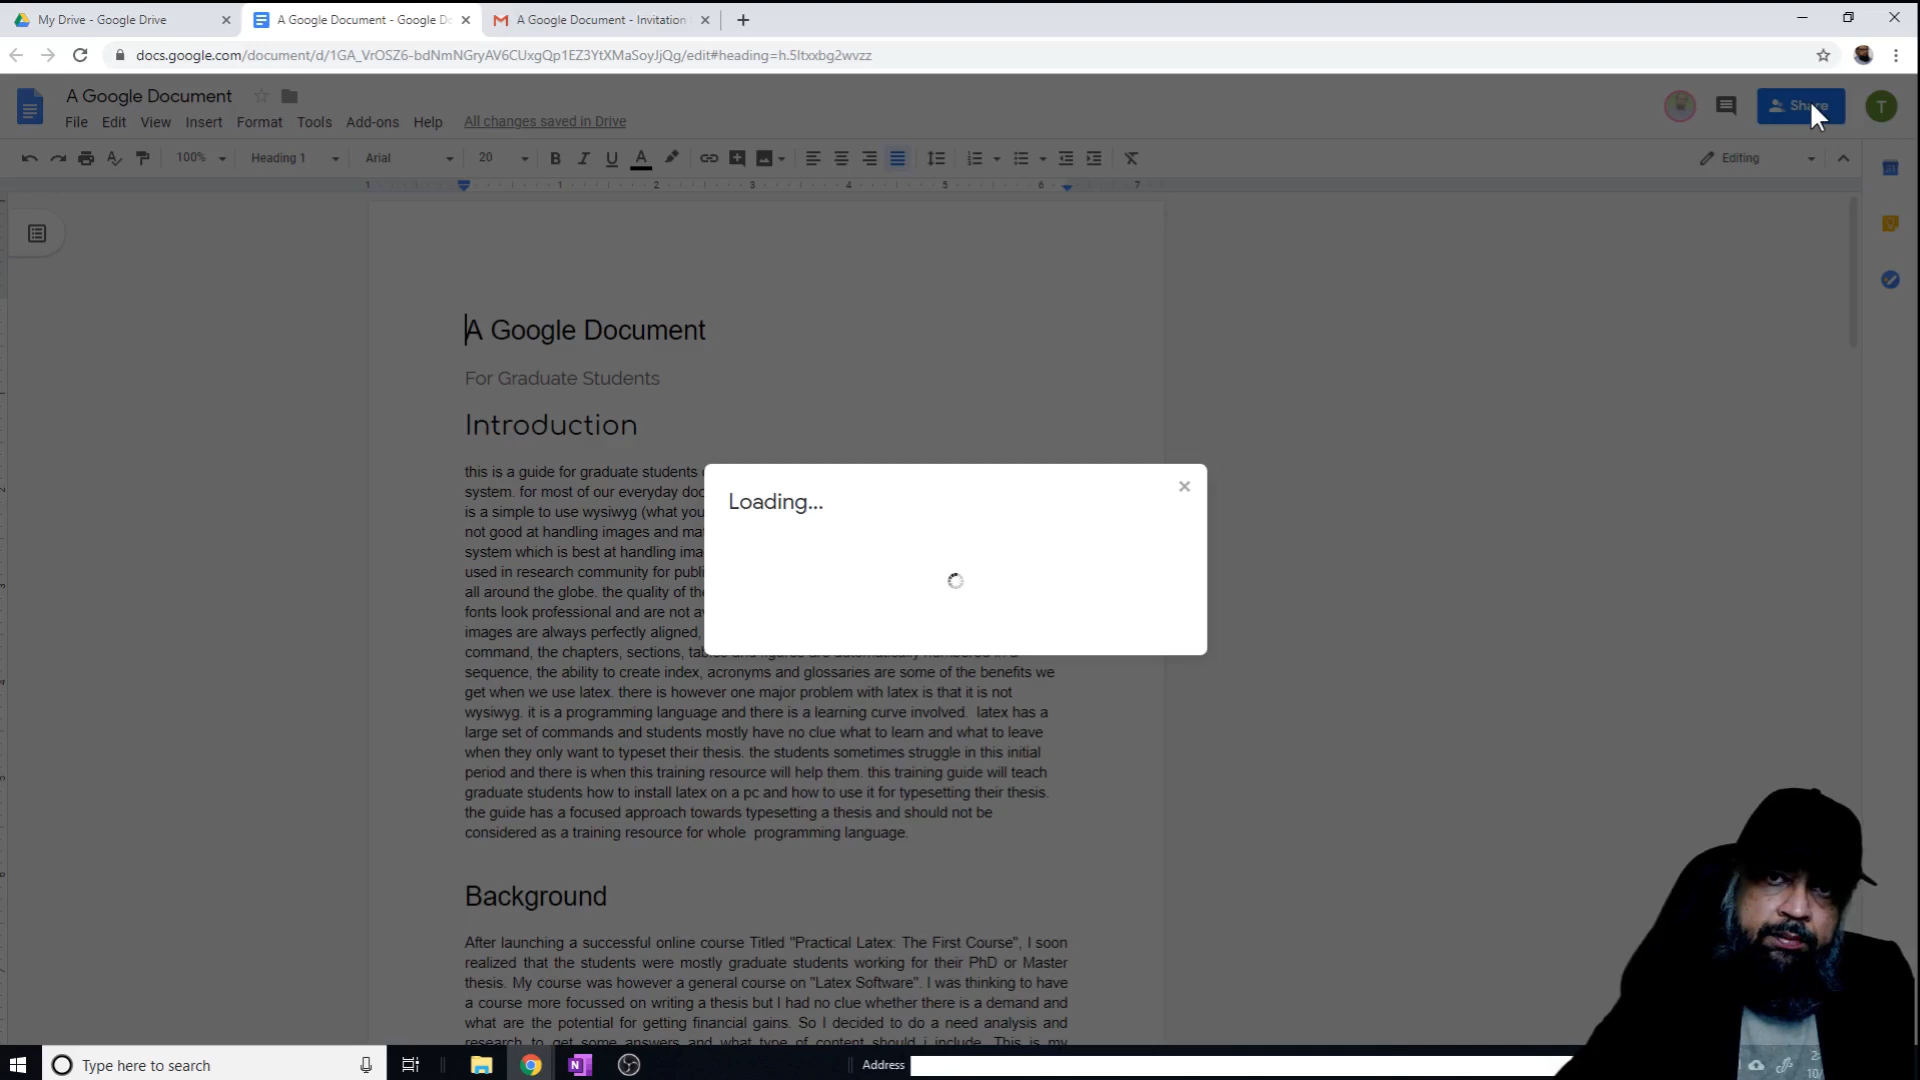 My Drive - Google Drive
A Google Document - Google Do
A Google Document - Invitation
docs.google.com/document/d/1GA_VrOSZ6-bdNmNGryAV6CUxgQp1EZ3YtXMaSoyJjQg/edit#heading=h.5ltxxbg2wvzz
A Google Document
Share
T
File Edit View Insert Format Tools Add-ons Help All changes saved in Drive
100% Heading 1 Arial 20 B I U A Editing
1 1 2 3 4 5 6 7
A Google Document
For Graduate Students
Introduction
this is a guide for graduate students
system. for most of our everyday doc
is a simple to use wysiwyg (what you
not good at handling images and ma
system which is best at handling ima
used in research community for publi
all around the globe. the quality of the
fonts look professional and are not av
images are always perfectly aligned,
command, the chapters, sections, tables and figures are automatically numbered in a
sequence, the ability to create index, acronyms and glossaries are some of the benefits we
get when we use latex. there is however one major problem with latex is that it is not
wysiwyg. it is a programming language and there is a learning curve involved. latex has a
large set of commands and students mostly have no clue what to learn and what to leave
when they only want to typeset their thesis. the students sometimes struggle in this initial
period and there is when this training resource will help them. this training guide will teach
graduate students how to install latex on a pc and how to use it for typesetting their thesis.
the guide has a focused approach towards typesetting a thesis and should not be
considered as a training resource for whole programming language.
Loading...
Background
After launching a successful online course Titled "Practical Latex: The First Course", I soon
realized that the students were mostly graduate students working for their PhD or Master
thesis. My course was however a general course on "Latex Software". I was thinking to have
a course more focussed on writing a thesis but I had no clue whether there is a demand and
what are the potential for getting financial gains. So I decided to do a need analysis and
research to get some answers and what type of content should i include. This is my
Type here to search
Address